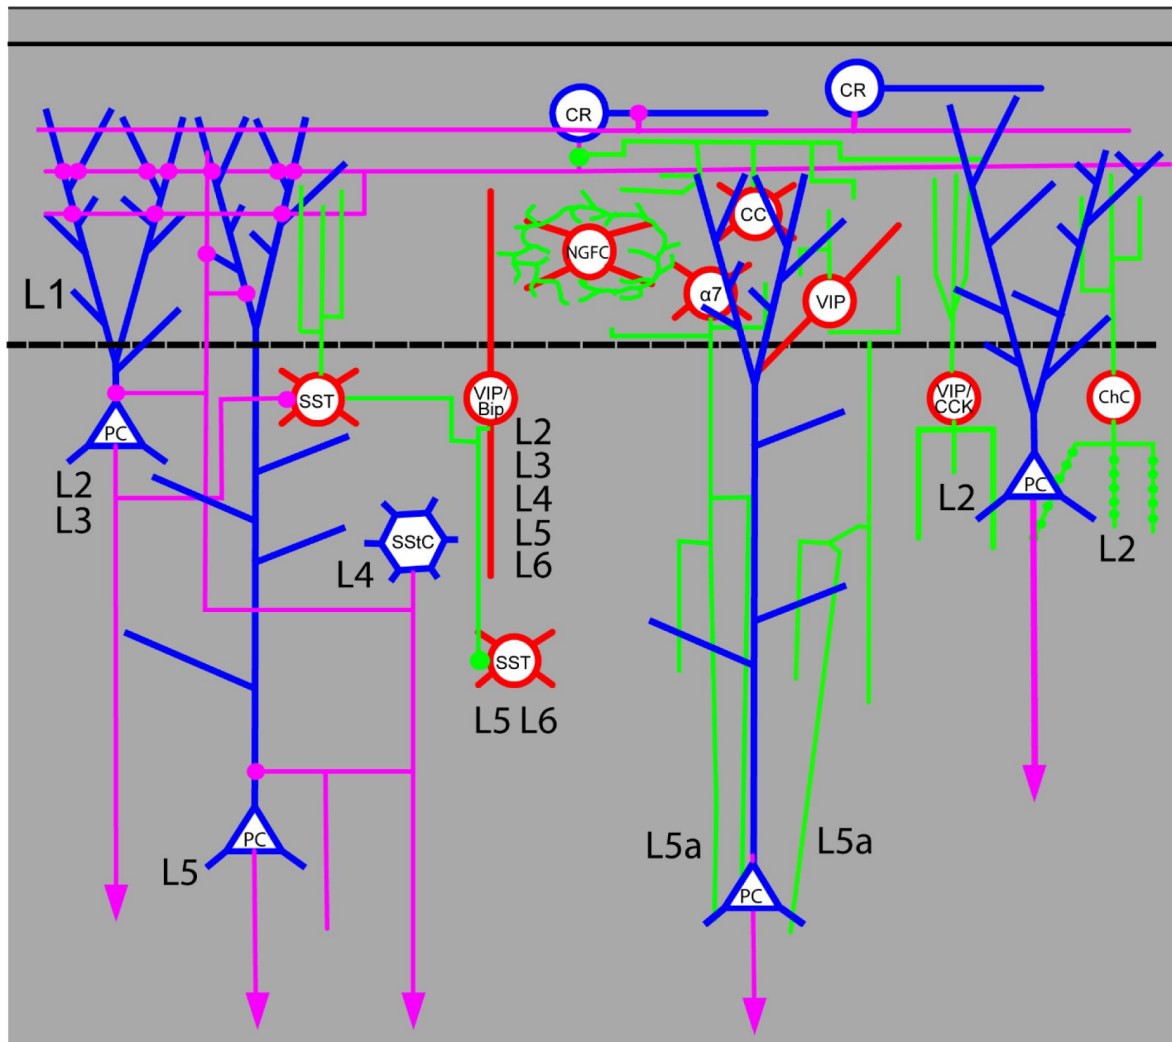 CR
CR
CC
NGFC
α7
VIP
L1
SST
VIP/
Bip
VIP/
CCK
ChC
PC
L2
L3
L2
L3
L4
L5
L6
PC
L2
L2
SStC
L4
SST
L5 L6
PC
L5
L5a
L5a
PC